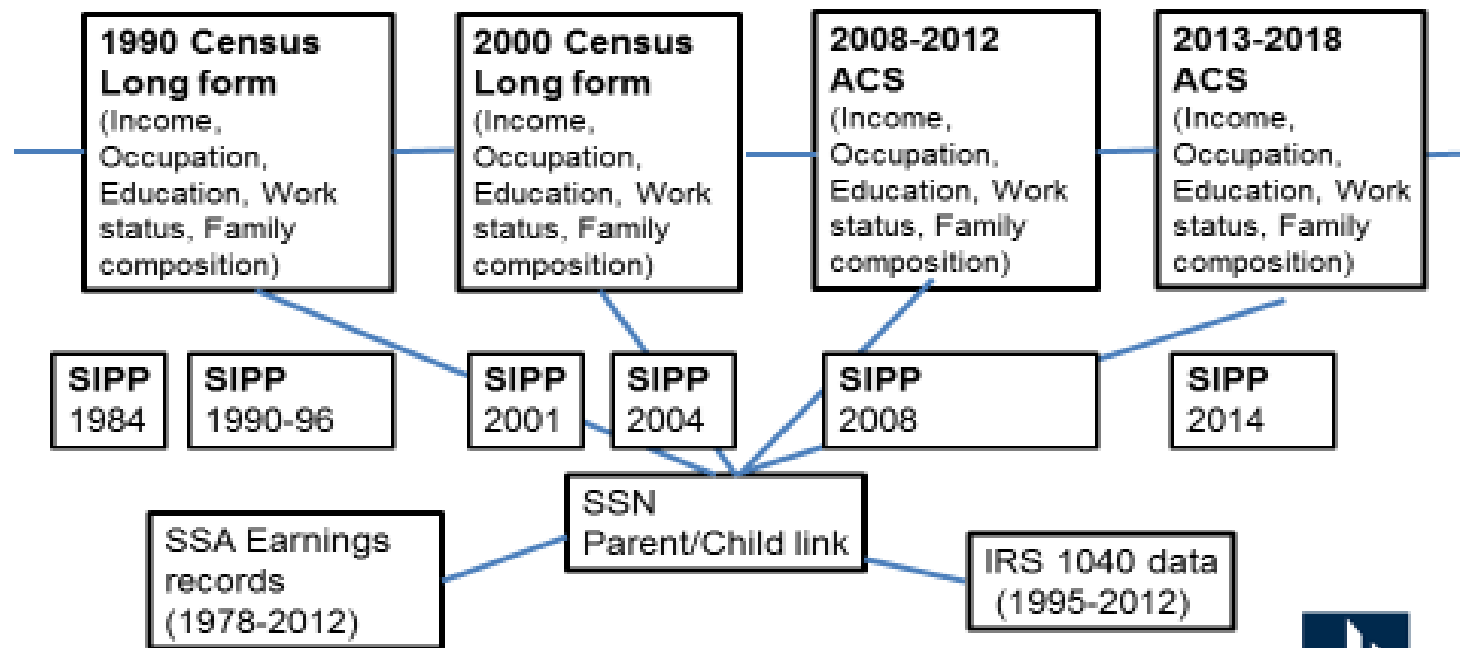 1990 Census
Long form
(Income,
Occupation,
Education, Work
status, Family
composition)
2000 Census
Long form
(Income,
Occupation,
Education, Work
status, Family
composition)
2008-2012
ACS
(Income,
Occupation,
Education, Work
status, Family
composition)
2013-2018
ACS
(Income,
Occupation,
Education, Work
status, Family
composition)
SIPP
1984
SIPP
1990-96
SIPP
2001
SIPP
2004
SIPP
2008
SIPP
2014
SSA Earnings
records
(1978-2012)
SSN
Parent/Child link
IRS 1040 data
(1995-2012)